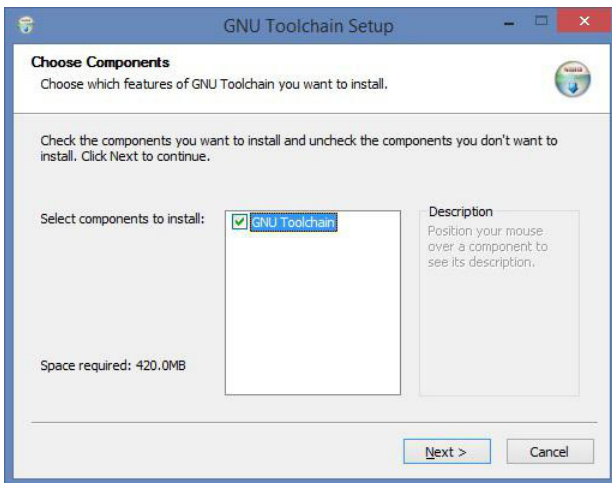 GNU Toolchain Setup
Choose Components
Choose which features of GNU Toolchain you want to install.
Check the components you want to install and uncheck the components you don't want to
install. Click Next to continue.
Select components to install:
GNU Toolchain
Description
Position your mouse
over a component to
see its description.
Space required: 420.0MB
Next >
Cancel